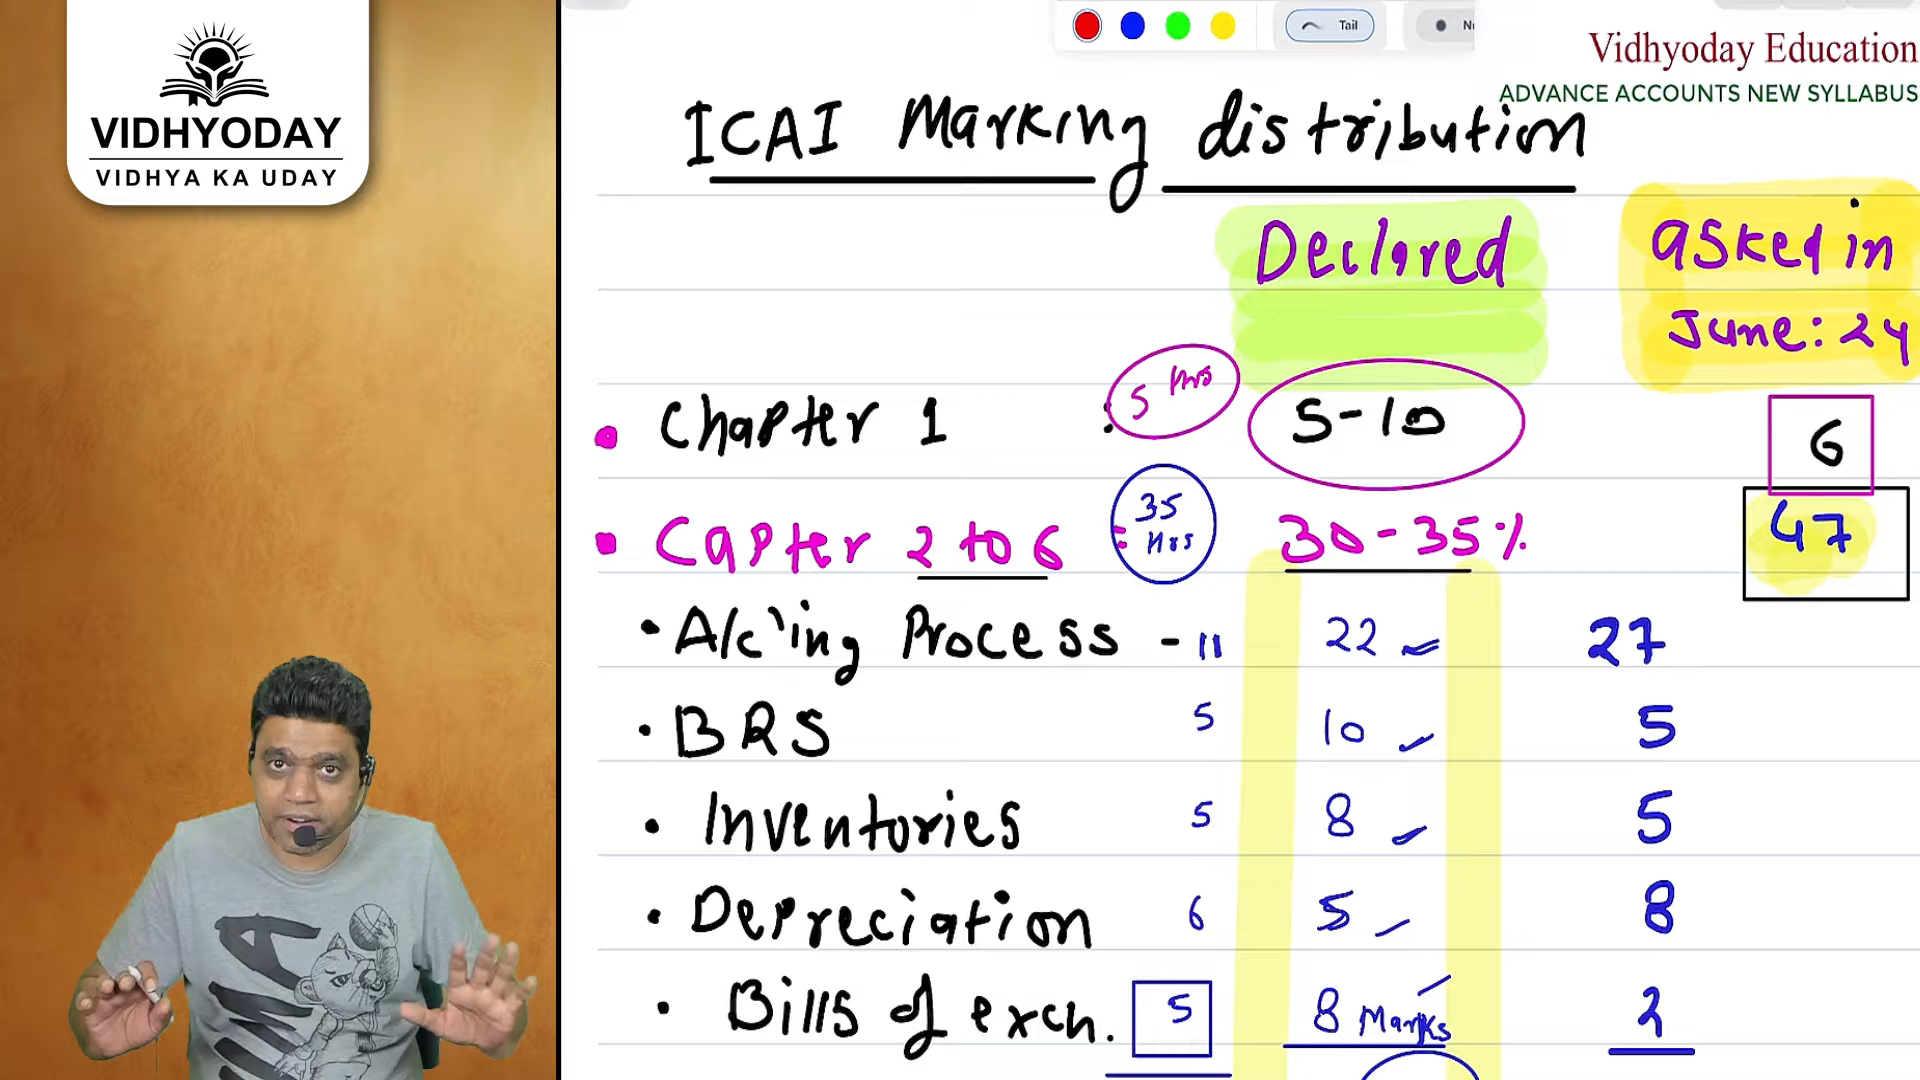 VIDHYODAY
VIDHYA KA UDAY
Tail
Vidhyoday Education
ADVANCE ACCOUNTS NEW SYLLABUS
ICAI Marking distribution
Declared
asked in
June: 24
Chapter 1 : 5 Hrs 5-10 6
Capter 2 to 6 = 35 Hrs 30-35% 47
A/c'ing Process - 11 22 27
BRS 5 10 5
Inventories 5 8 5
Depreciation 6 5 8
Bills of exch. 5 8 Marks 2